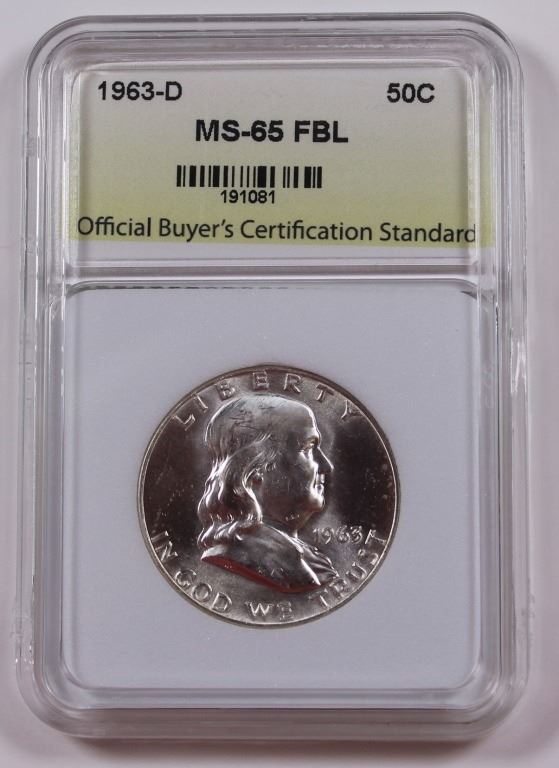 1963-D 50C
MS-65 FBL
191081
Official Buyer's Certification Standard
LIBERTY
1963
IN GOD WE TRUST